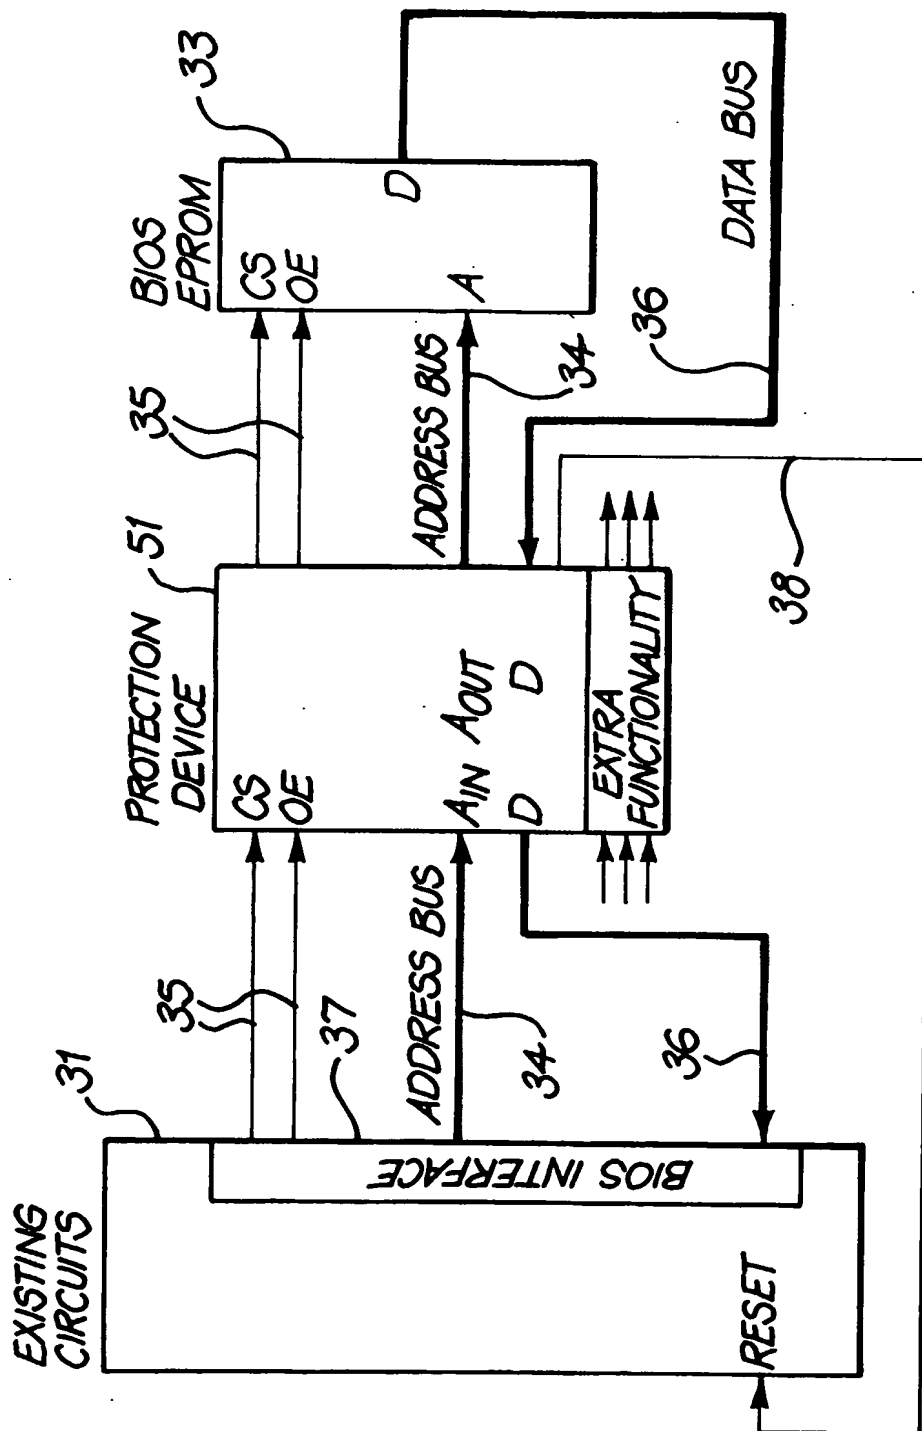 EXISTING
CIRCUITS
31
BIOS INTERFACE
RESET
35
37
ADDRESS BUS
34
36
PROTECTION
DEVICE
51
CS
OE
AIN AOUT
D D
EXTRA
FUNCTIONALITY
35
ADDRESS BUS
34
38
BIOS
EPROM
33
CS
OE
A
D
36
DATA BUS